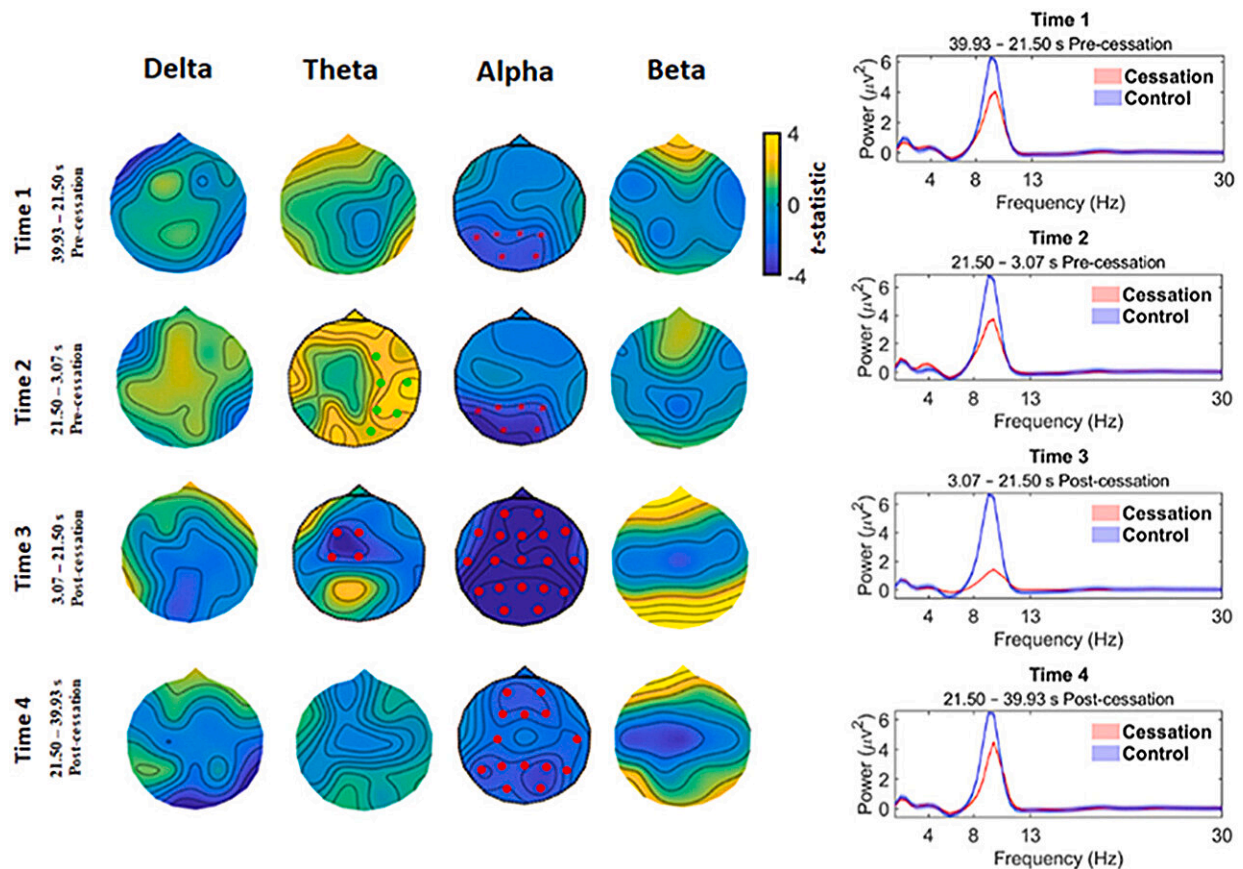 Delta
Theta
Alpha
Beta
4
0
-4
t-statistic
Time 1
39.93 – 21.50 s
Pre-cessation
Time 2
21.50 – 3.07 s
Pre-cessation
Time 3
3.07 – 21.50 s
Post-cessation
Time 4
21.50 – 39.93 s
Post-cessation
Time 1
39.93 – 21.50 s Pre-cessation
Power (μv²)
6
4
2
0
Cessation
Control
4 8 13 30
Frequency (Hz)
Time 2
21.50 – 3.07 s Pre-cessation
Power (μv²)
6
4
2
0
Cessation
Control
4 8 13 30
Frequency (Hz)
Time 3
3.07 – 21.50 s Post-cessation
Power (μv²)
6
4
2
0
Cessation
Control
4 8 13 30
Frequency (Hz)
Time 4
21.50 – 39.93 s Post-cessation
Power (μv²)
6
4
2
0
Cessation
Control
4 8 13 30
Frequency (Hz)